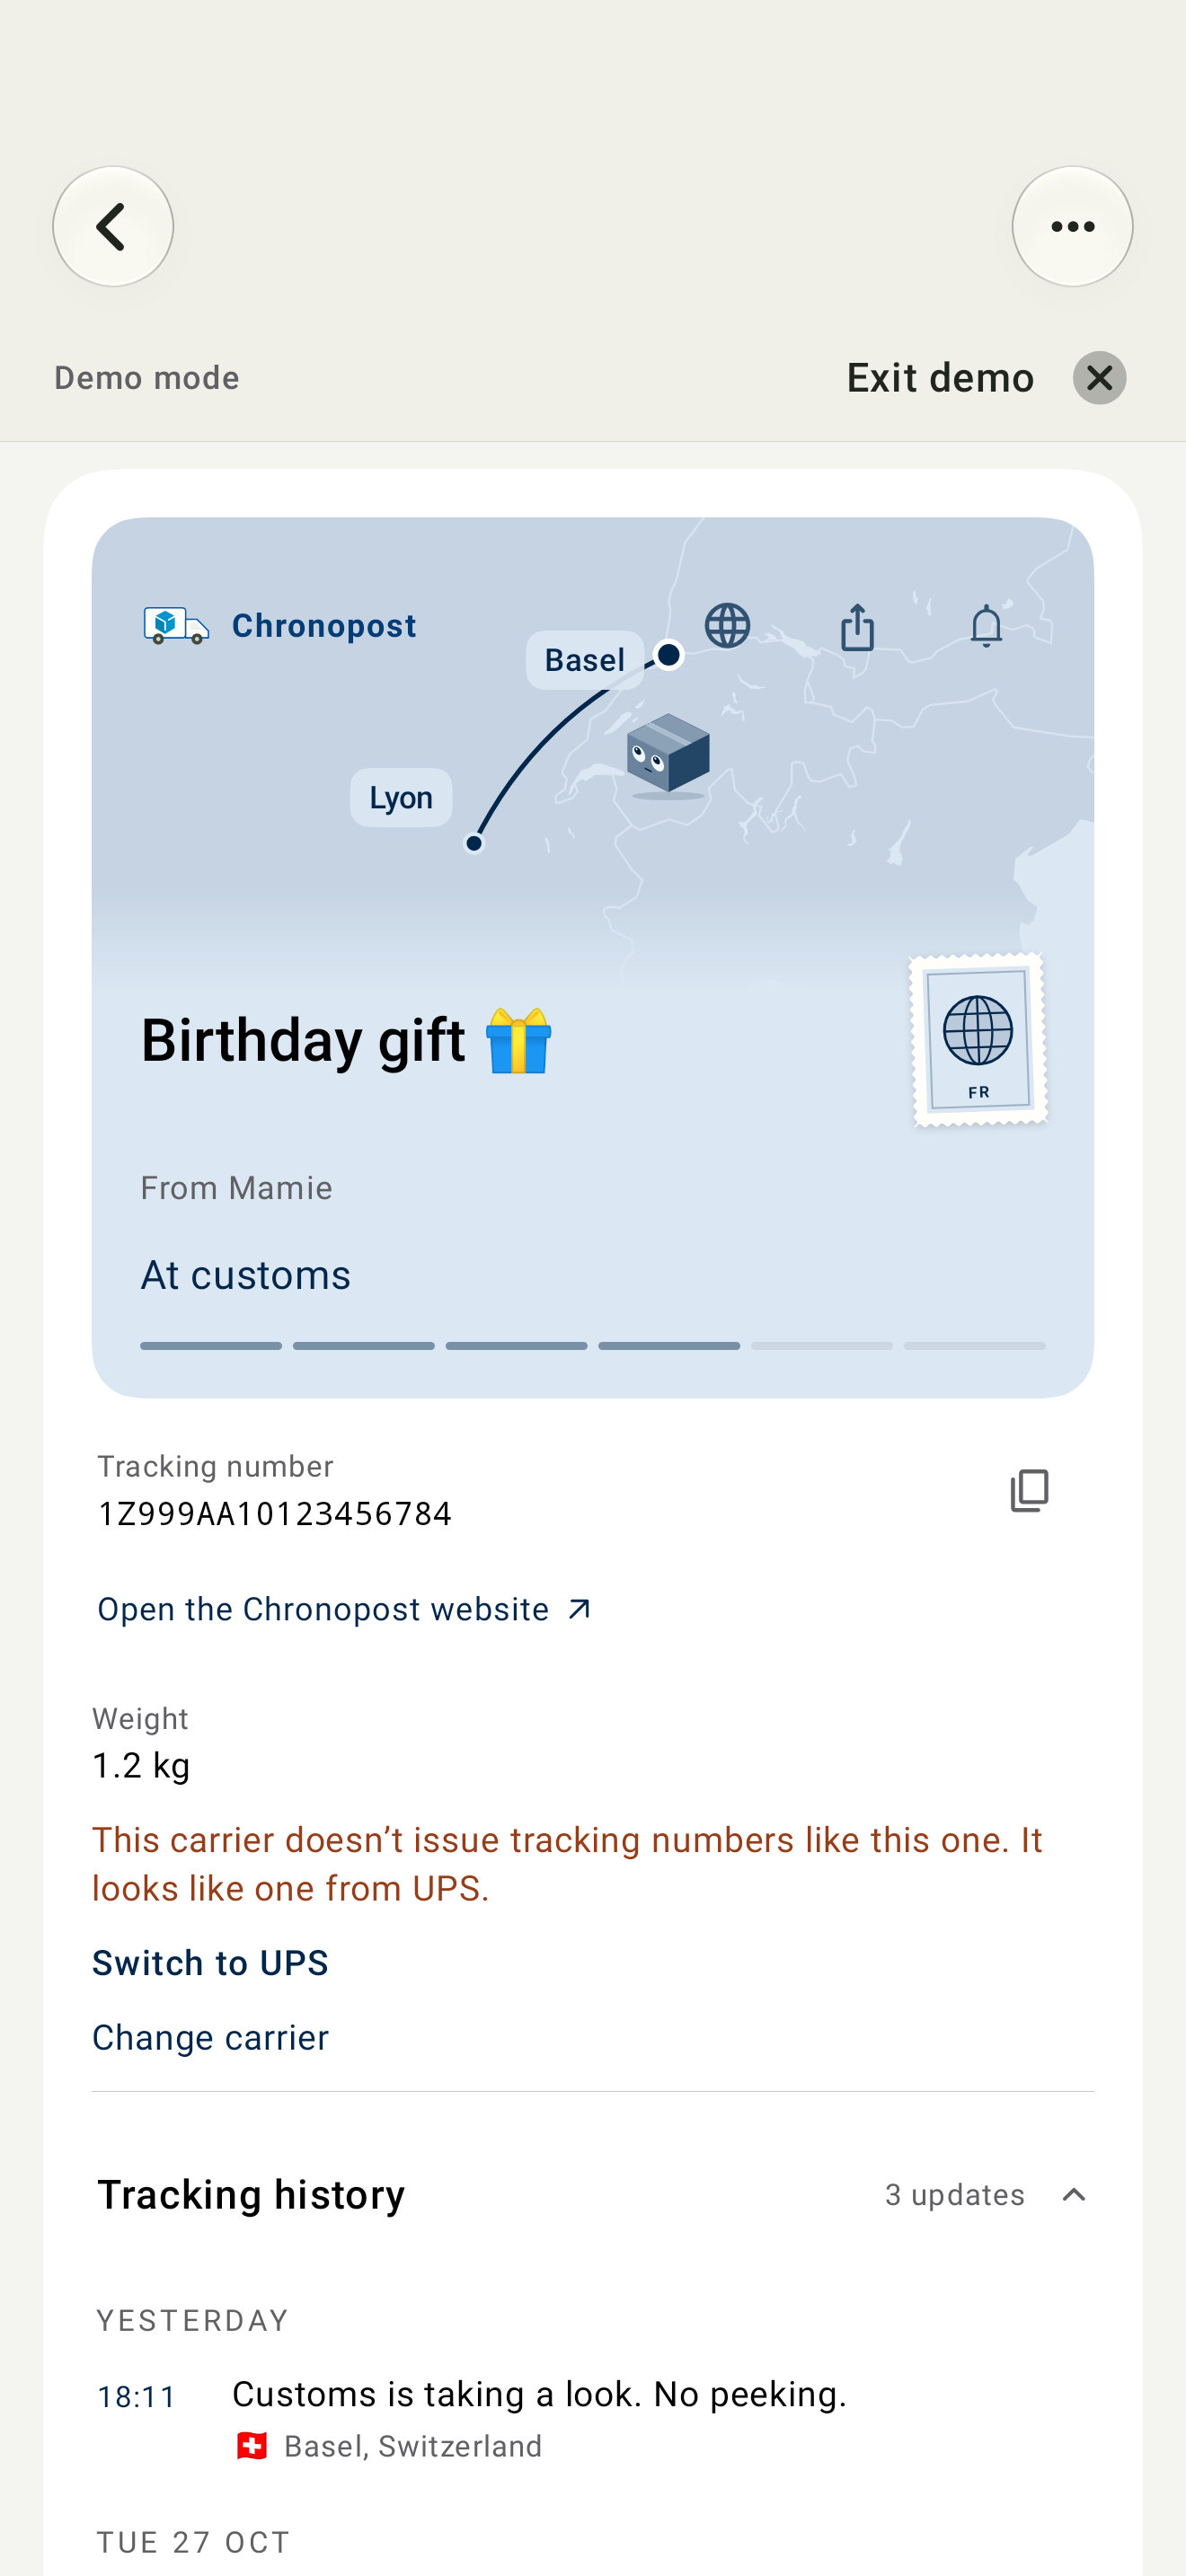 Demo mode
Exit demo
Chronopost
Basel
Lyon
Birthday gift 🎁
FR
From Mamie
At customs
Tracking number
1Z999AA10123456784
Open the Chronopost website
Weight
1.2 kg
This carrier doesn’t issue tracking numbers like this one. It
looks like one from UPS.
Switch to UPS
Change carrier
Tracking history
3 updates
YESTERDAY
18:11
Customs is taking a look. No peeking.
🇨🇭 Basel, Switzerland
TUE 27 OCT